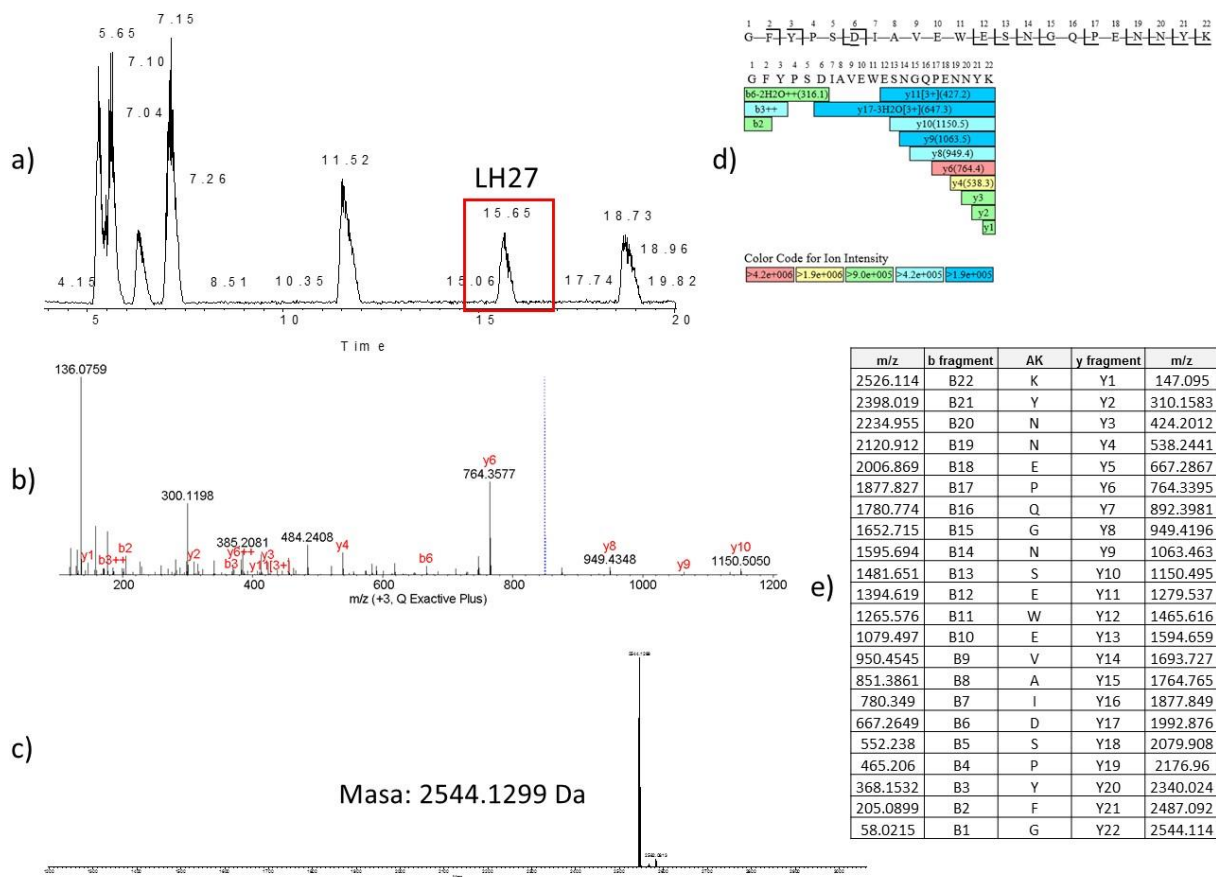 a)
5.65
7.15
7.10
7.04
7.26
11.52
LH27
15.65
18.73
18.96
4.15
8.51
10.35
15.06
17.74
19.82
5
10
15
20
Time
b)
136.0759
y6
764.3577
300.1198
385.2081
484.2408
y1
b3++
b2
y2
y6++
y3
b3
y11[3+]
y4
b6
y8
949.4348
y9
y10
1150.5050
200
400
600
800
1000
1200
m/z (+3, Q Exactive Plus)
c)
Masa: 2544.1299 Da
d)
1 2 3 4 5 6 7 8 9 10 11 12 13 14 15 16 17 18 19 20 21 22
G F Y P S D I A V E W E S N G Q P E N N Y K
1 2 3 4 5 6 7 8 9 10 11 12 13 14 15 16 17 18 19 20 21 22
G F Y P S D I A V E W E S N G Q P E N N Y K
b6-2H2O++(316.1) y11[3+](427.2)
b3++ y17-3H2O[3+](647.3)
b2 y10(1150.5)
y9(1063.5)
y8(949.4)
y6(764.4)
y4(538.3)
y3
y2
y1
Color Code for Ion Intensity
>4.2e+006 >1.9e+006 >9.0e+005 >4.2e+005 >1.9e+005
e)
m/z b fragment AK y fragment m/z
2526.114 B22 K Y1 147.095
2398.019 B21 Y Y2 310.1583
2234.955 B20 N Y3 424.2012
2120.912 B19 N Y4 538.2441
2006.869 B18 E Y5 667.2867
1877.827 B17 P Y6 764.3395
1780.774 B16 Q Y7 892.3981
1652.715 B15 G Y8 949.4196
1595.694 B14 N Y9 1063.463
1481.651 B13 S Y10 1150.495
1394.619 B12 E Y11 1279.537
1265.576 B11 W Y12 1465.616
1079.497 B10 E Y13 1594.659
950.4545 B9 V Y14 1693.727
851.3861 B8 A Y15 1764.765
780.349 B7 I Y16 1877.849
667.2649 B6 D Y17 1992.876
552.238 B5 S Y18 2079.908
465.206 B4 P Y19 2176.96
368.1532 B3 Y Y20 2340.024
205.0899 B2 F Y21 2487.092
58.0215 B1 G Y22 2544.114